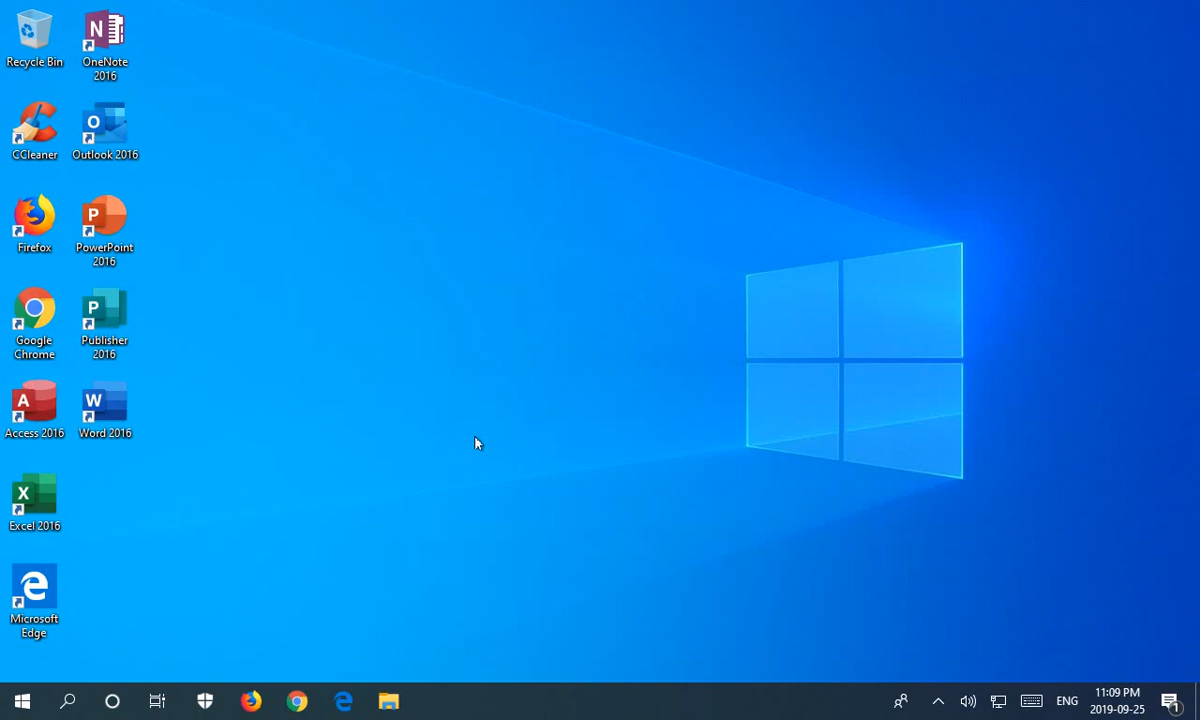 Recycle Bin
OneNote
2016
CCleaner
Outlook 2016
Firefox
PowerPoint
2016
Google
Chrome
Publisher
2016
Access 2016
Word 2016
Excel 2016
Microsoft
Edge
ENG
11:09 PM
2019-09-25
1